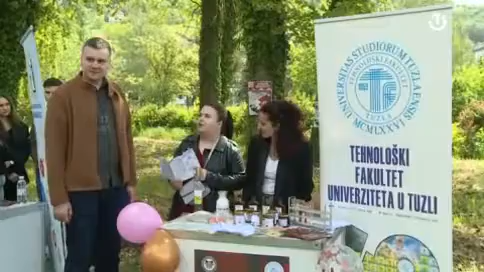 UNIVERSITAS STUDIORUM TUZLAENSIS
TEHNOLOŠKI FAKULTET
TUZLA
MCMLXXVI
TEHNOLOŠKI
FAKULTET
UNIVERZITETA U TUZLI